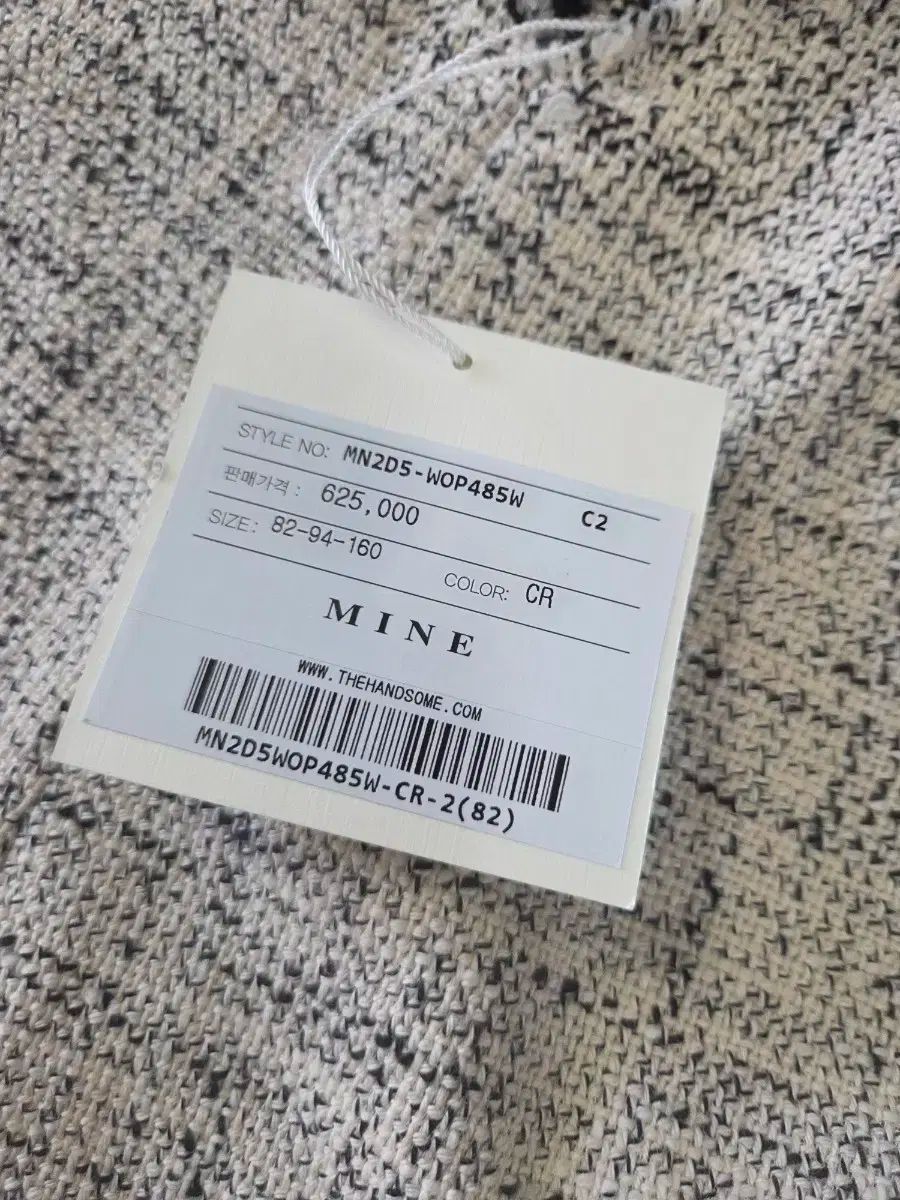 STYLE NO: MN2D5-WOP485W C2
판매가격 : 625,000
SIZE: 82-94-160
COLOR: CR
MINE
WWW.THEHANDSOME.COM
MN2D5WOP485W-CR-2(82)